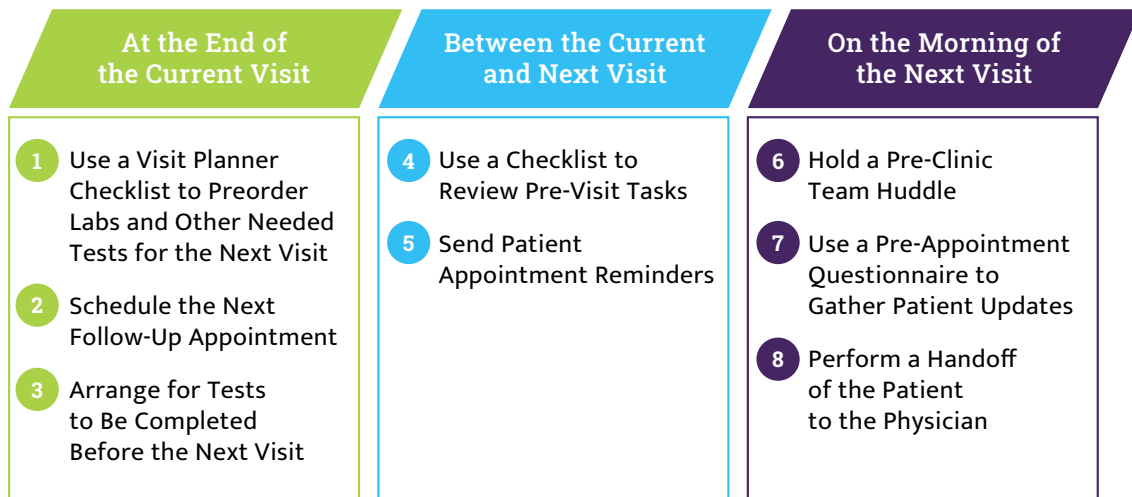 At the End of
the Current Visit
1 Use a Visit Planner
Checklist to Preorder
Labs and Other Needed
Tests for the Next Visit
2 Schedule the Next
Follow-Up Appointment
3 Arrange for Tests
to Be Completed
Before the Next Visit
Between the Current
and Next Visit
4 Use a Checklist to
Review Pre-Visit Tasks
5 Send Patient
Appointment Reminders
On the Morning of
the Next Visit
6 Hold a Pre-Clinic
Team Huddle
7 Use a Pre-Appointment
Questionnaire to
Gather Patient Updates
8 Perform a Handoff
of the Patient
to the Physician